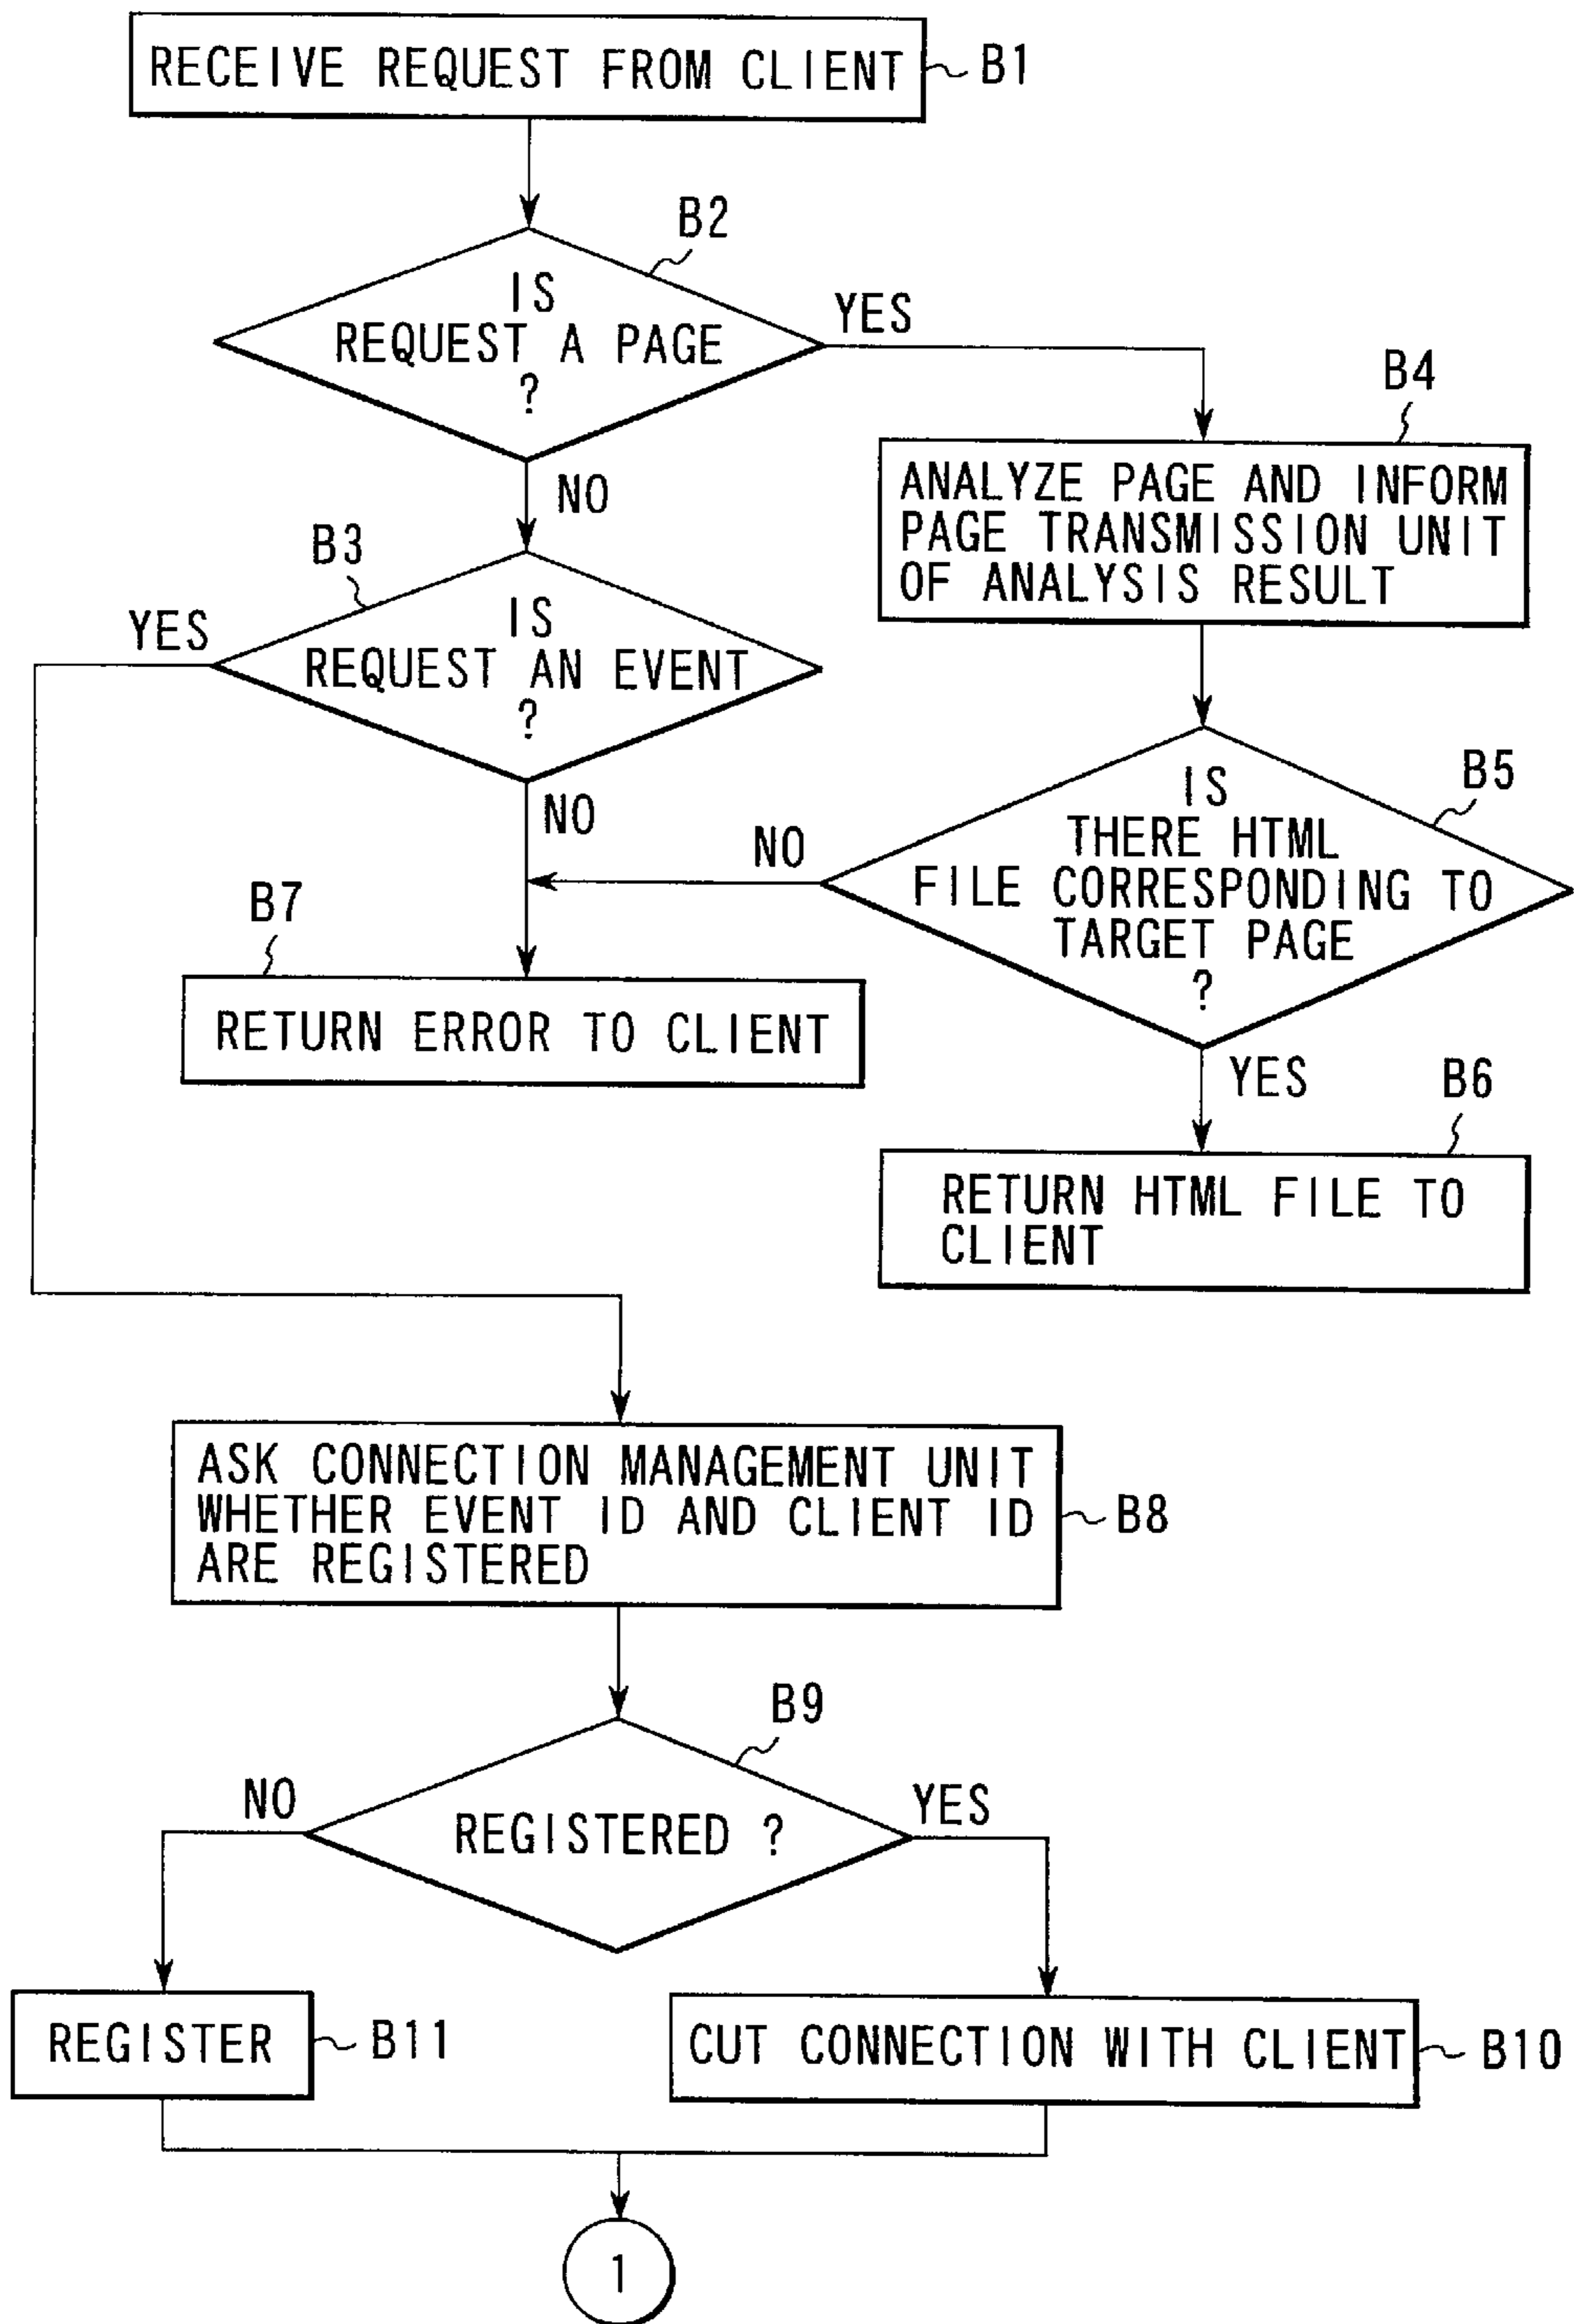 RECEIVE REQUEST FROM CLIENT
B1
B2
IS
REQUEST A PAGE
?
YES
NO
B4
ANALYZE PAGE AND INFORM
PAGE TRANSMISSION UNIT
OF ANALYSIS RESULT
B3
YES
IS
REQUEST AN EVENT
?
NO
B5
IS
THERE HTML
FILE CORRESPONDING TO
TARGET PAGE
?
NO
YES
B7
RETURN ERROR TO CLIENT
B6
RETURN HTML FILE TO
CLIENT
ASK CONNECTION MANAGEMENT UNIT
WHETHER EVENT ID AND CLIENT ID
ARE REGISTERED
B8
B9
NO
REGISTERED ?
YES
REGISTER
B11
CUT CONNECTION WITH CLIENT
B10
1